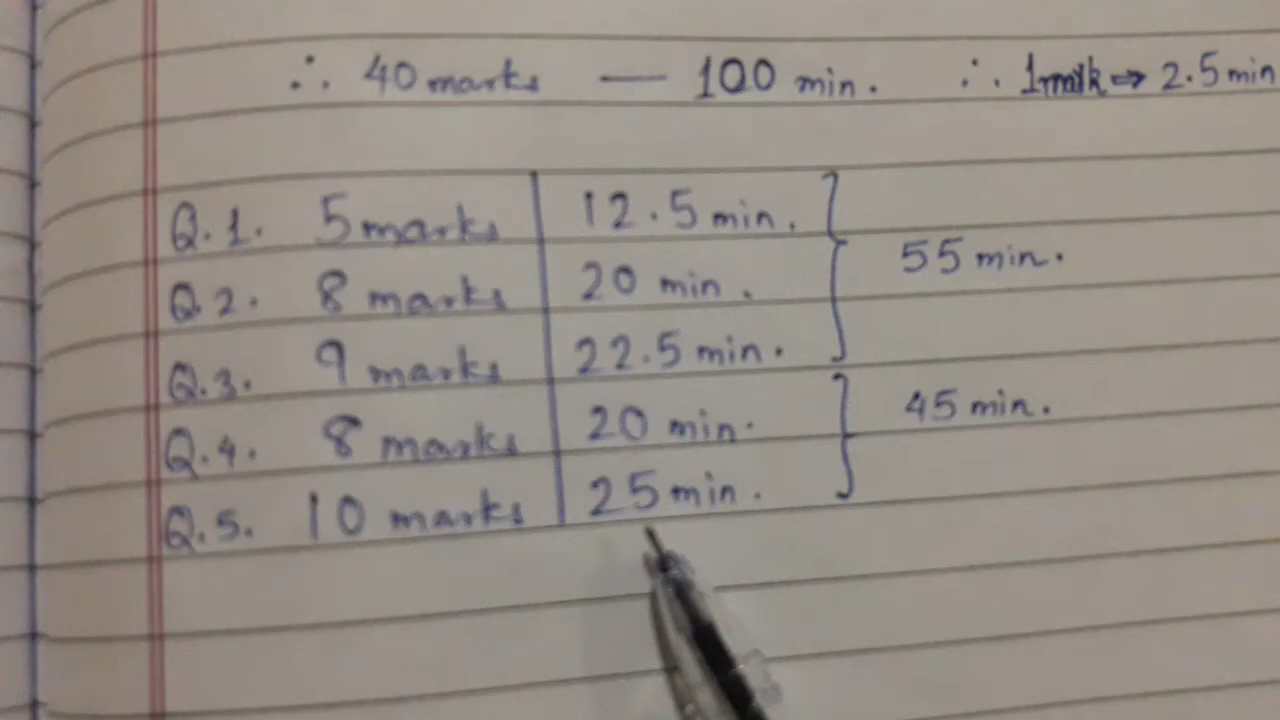 ∴ 40 marks — 100 min. ∴ 1 mark ⇒ 2.5 min
Q.1. 5 marks 12.5 min.
55 min.
Q 2. 8 marks 20 min.
Q.3. 9 marks 22.5 min.
45 min.
Q.4. 8 marks 20 min.
Q.5. 10 marks 25 min.